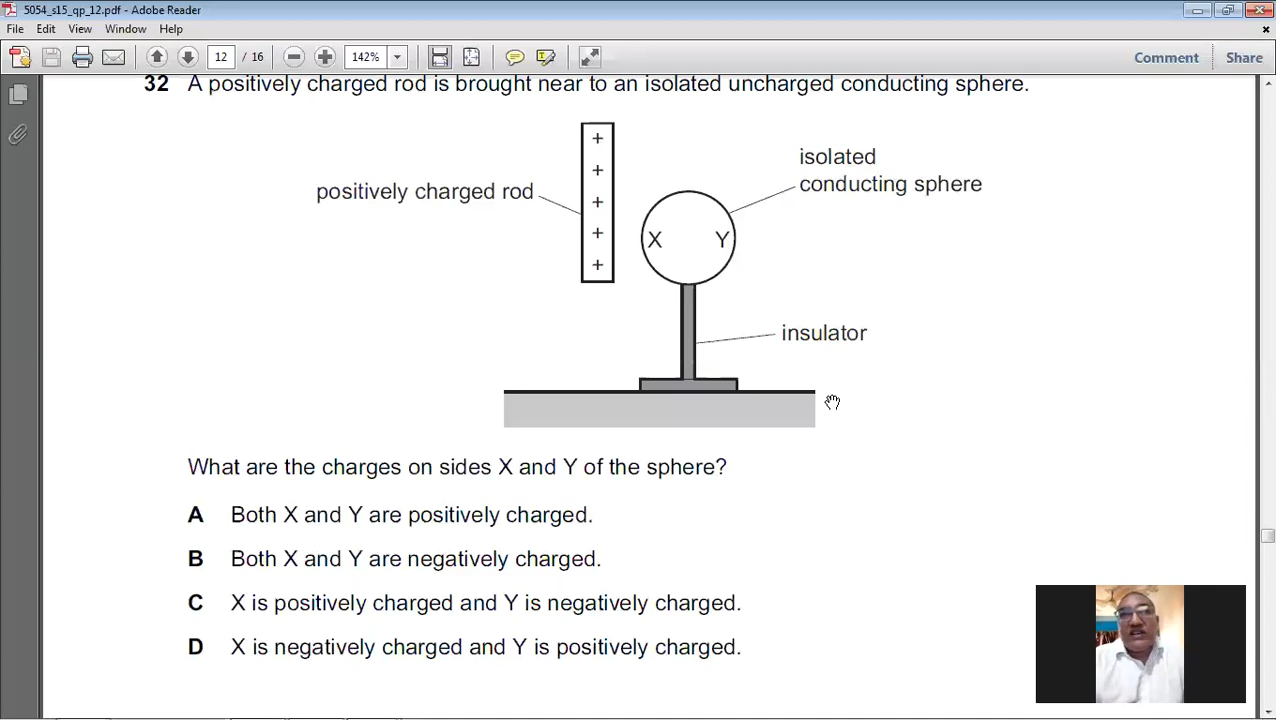 5054_s15_qp_12.pdf - Adobe Reader
File Edit View Window Help
12 / 16 142% Comment Share
32 A positively charged rod is brought near to an isolated uncharged conducting sphere.
+
+
+
+
+
positively charged rod
isolated
conducting sphere
X Y
insulator
What are the charges on sides X and Y of the sphere?
A Both X and Y are positively charged.
B Both X and Y are negatively charged.
C X is positively charged and Y is negatively charged.
D X is negatively charged and Y is positively charged.